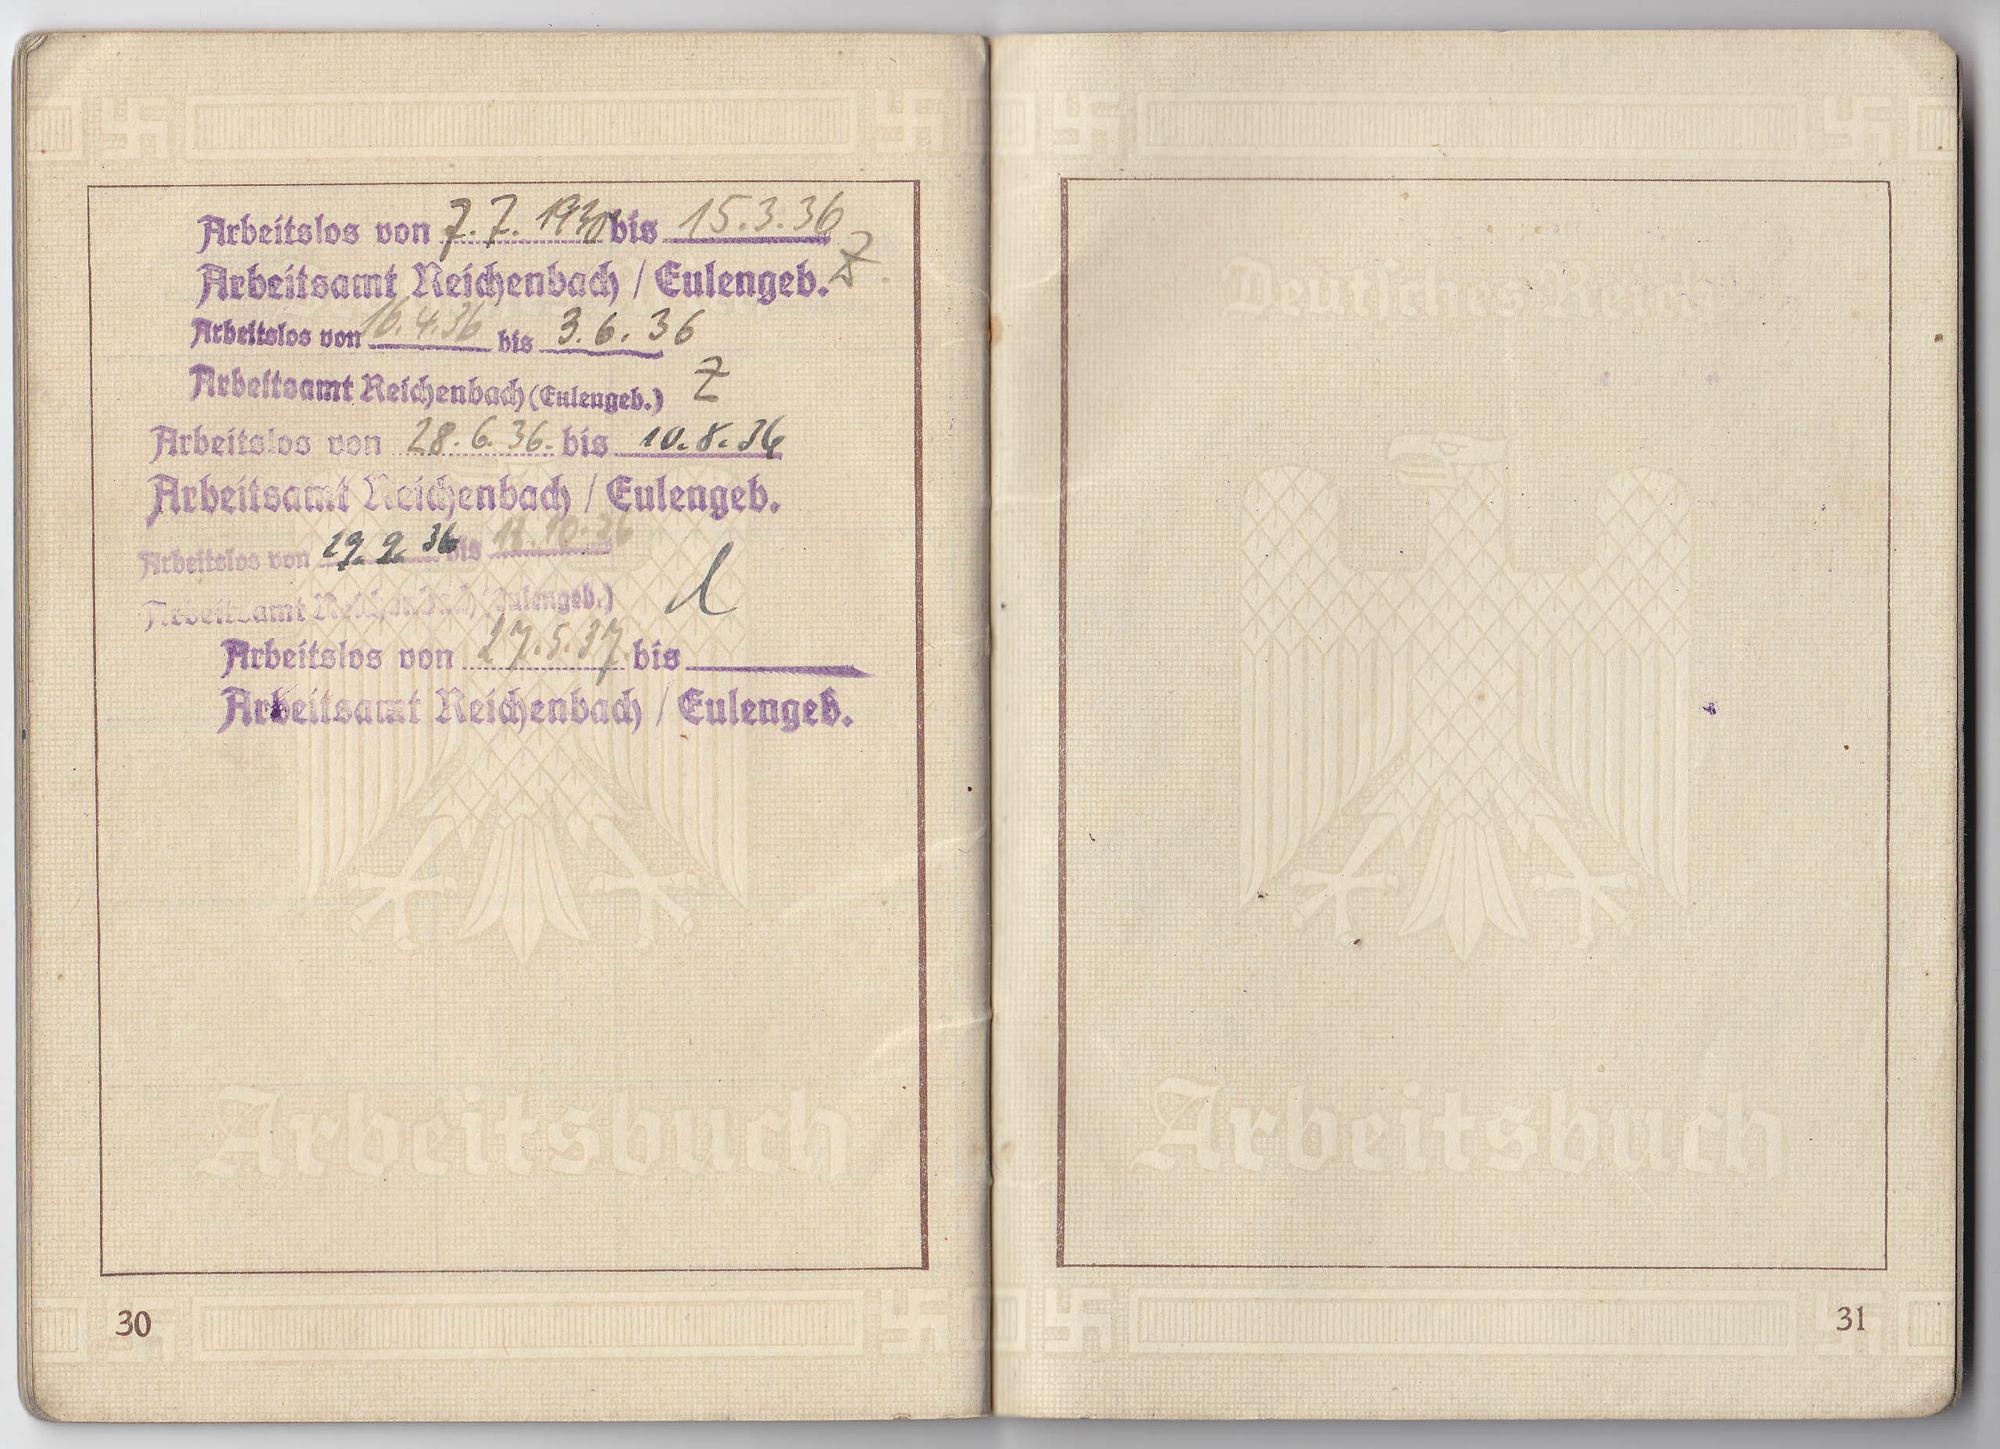 Arbeitslos von 7.7. bis 15.3.36
Arbeitsamt Reichenbach / Eulengeb. Z
Arbeitslos von 16.4.36 bis 3.6.36
Arbeitsamt Reichenbach (Eulengeb.) Z
Arbeitslos von 28.6.36. bis 10.8.36
Arbeitsamt Reichenbach / Eulengeb.
Arbeitslos von 29.9.36 bis
Arbeitsamt Reichenbach (Eulengeb.)
Arbeitslos von 27.5.37. bis
Arbeitsamt Reichenbach / Eulengeb.
Arbeitsbuch
30
Deutsches Reich
Arbeitsbuch
31